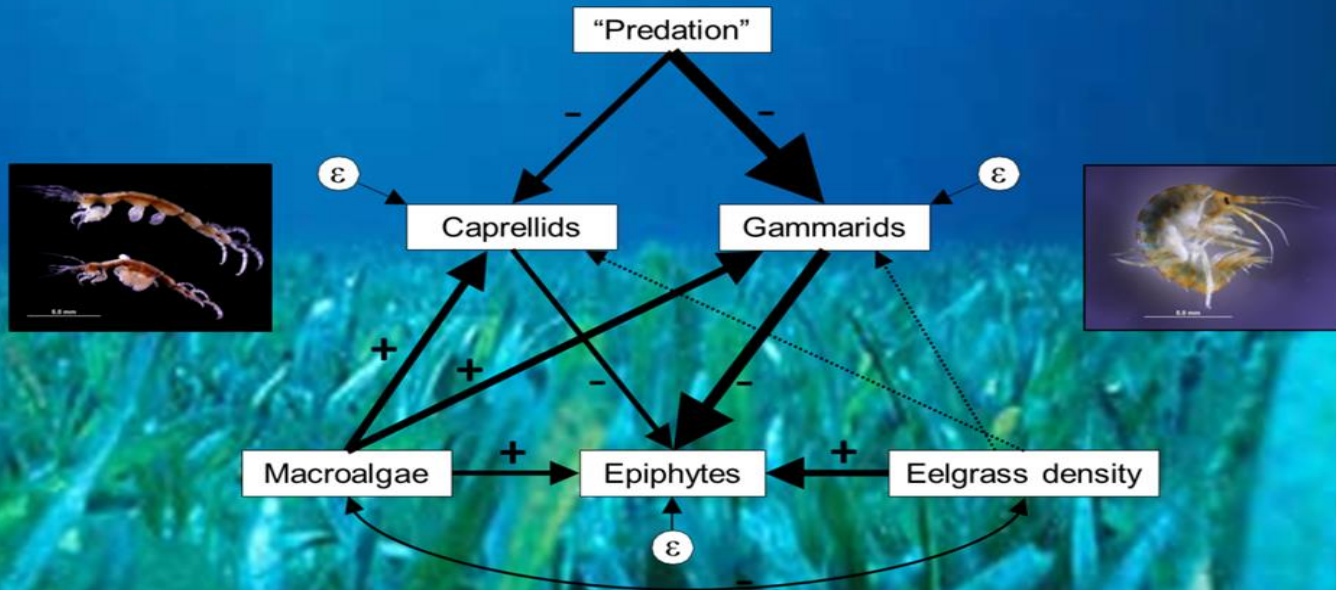 “Predation”
-
-
ε
ε
Caprellids
Gammarids
+
+
-
-
Macroalgae
+
Epiphytes
+
Eelgrass density
ε
-